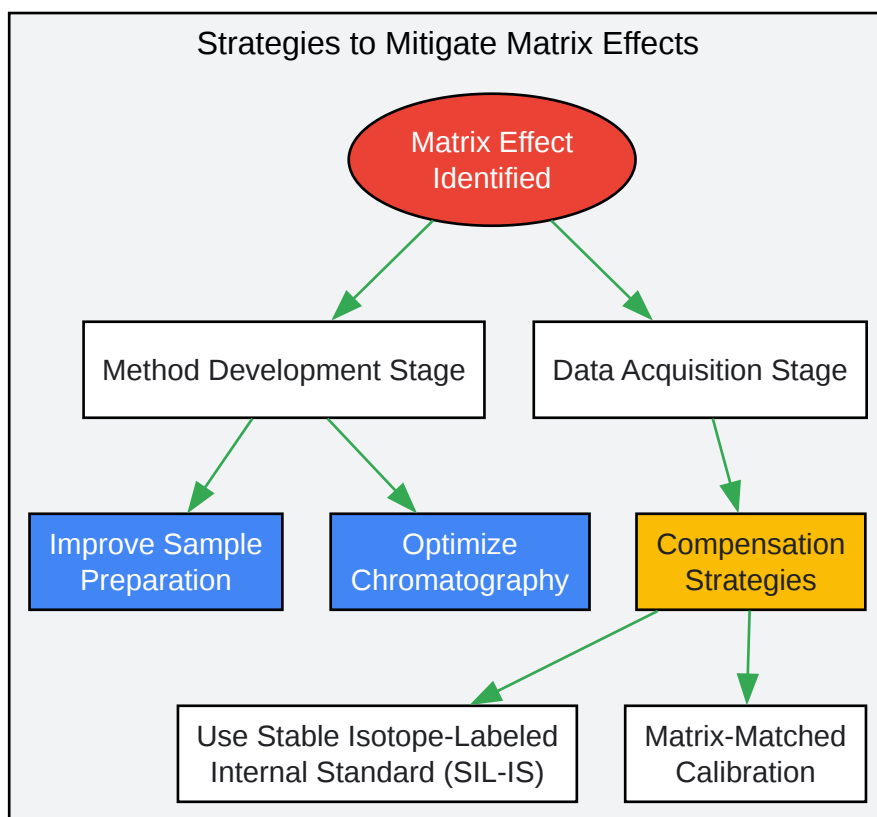 Strategies to Mitigate Matrix Effects
Matrix Effect
Identified
Method Development Stage
Data Acquisition Stage
Improve Sample
Preparation
Optimize
Chromatography
Compensation
Strategies
Use Stable Isotope-Labeled
Internal Standard (SIL-IS)
Matrix-Matched
Calibration